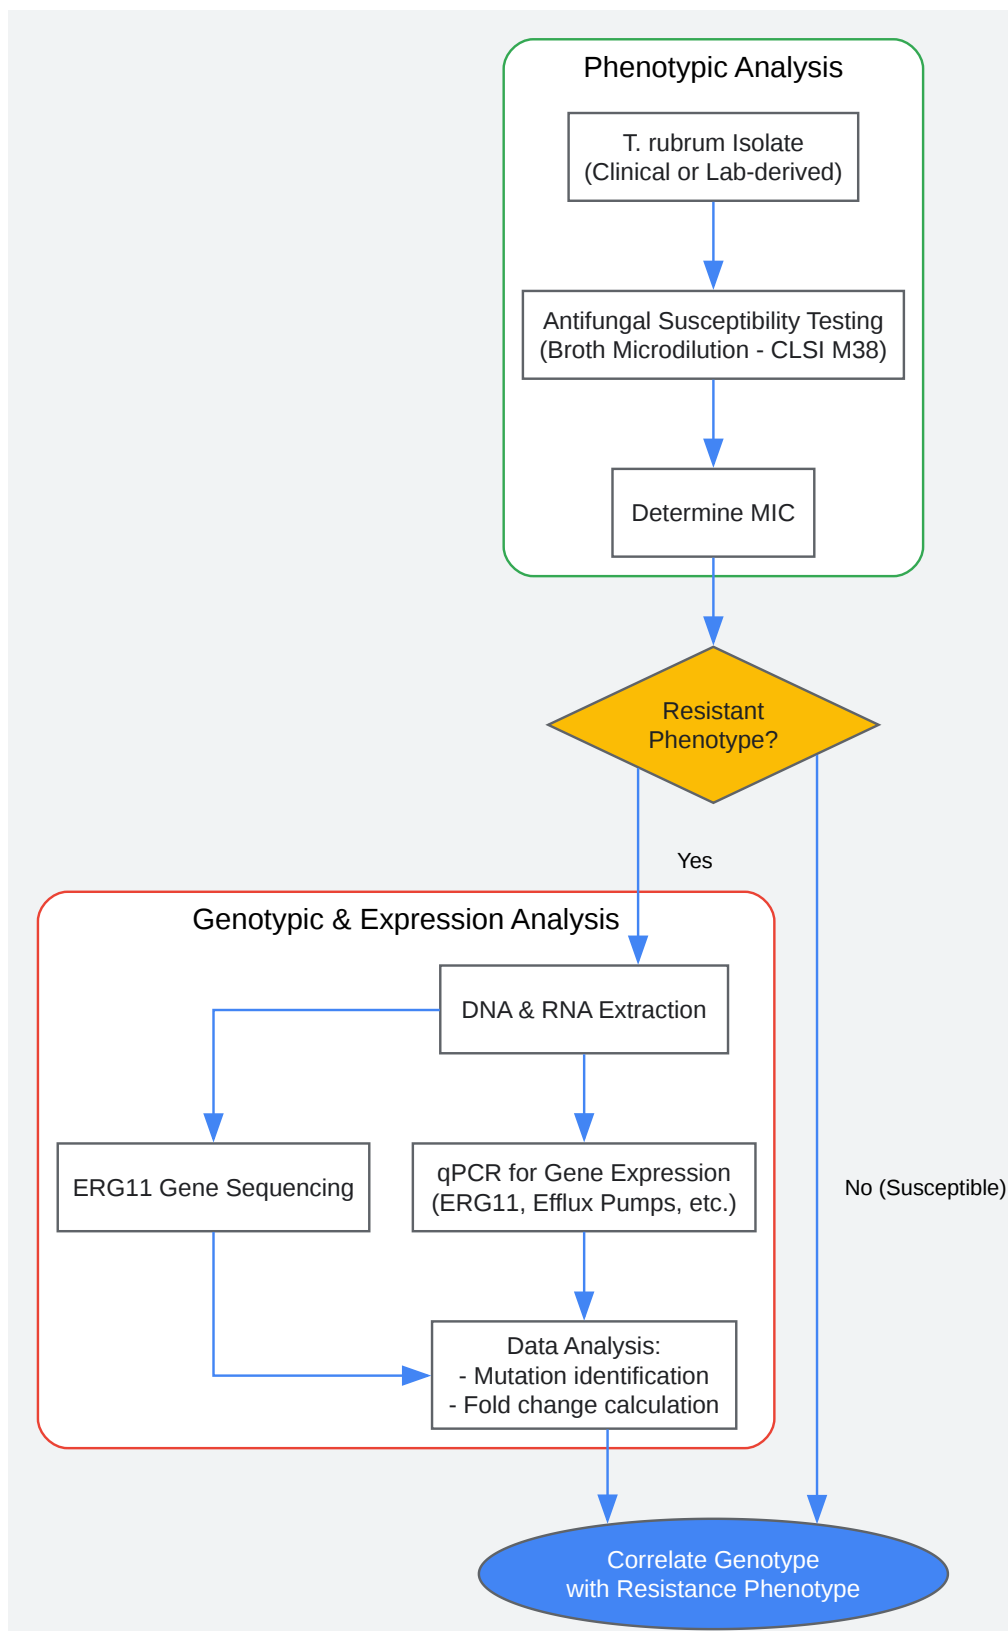 Phenotypic Analysis
T. rubrum Isolate
(Clinical or Lab-derived)
Antifungal Susceptibility Testing
(Broth Microdilution - CLSI M38)
Determine MIC
Resistant
Phenotype?
Yes
Genotypic & Expression Analysis
DNA & RNA Extraction
ERG11 Gene Sequencing
qPCR for Gene Expression
(ERG11, Efflux Pumps, etc.)
No (Susceptible)
Data Analysis:
- Mutation identification
- Fold change calculation
Correlate Genotype
with Resistance Phenotype